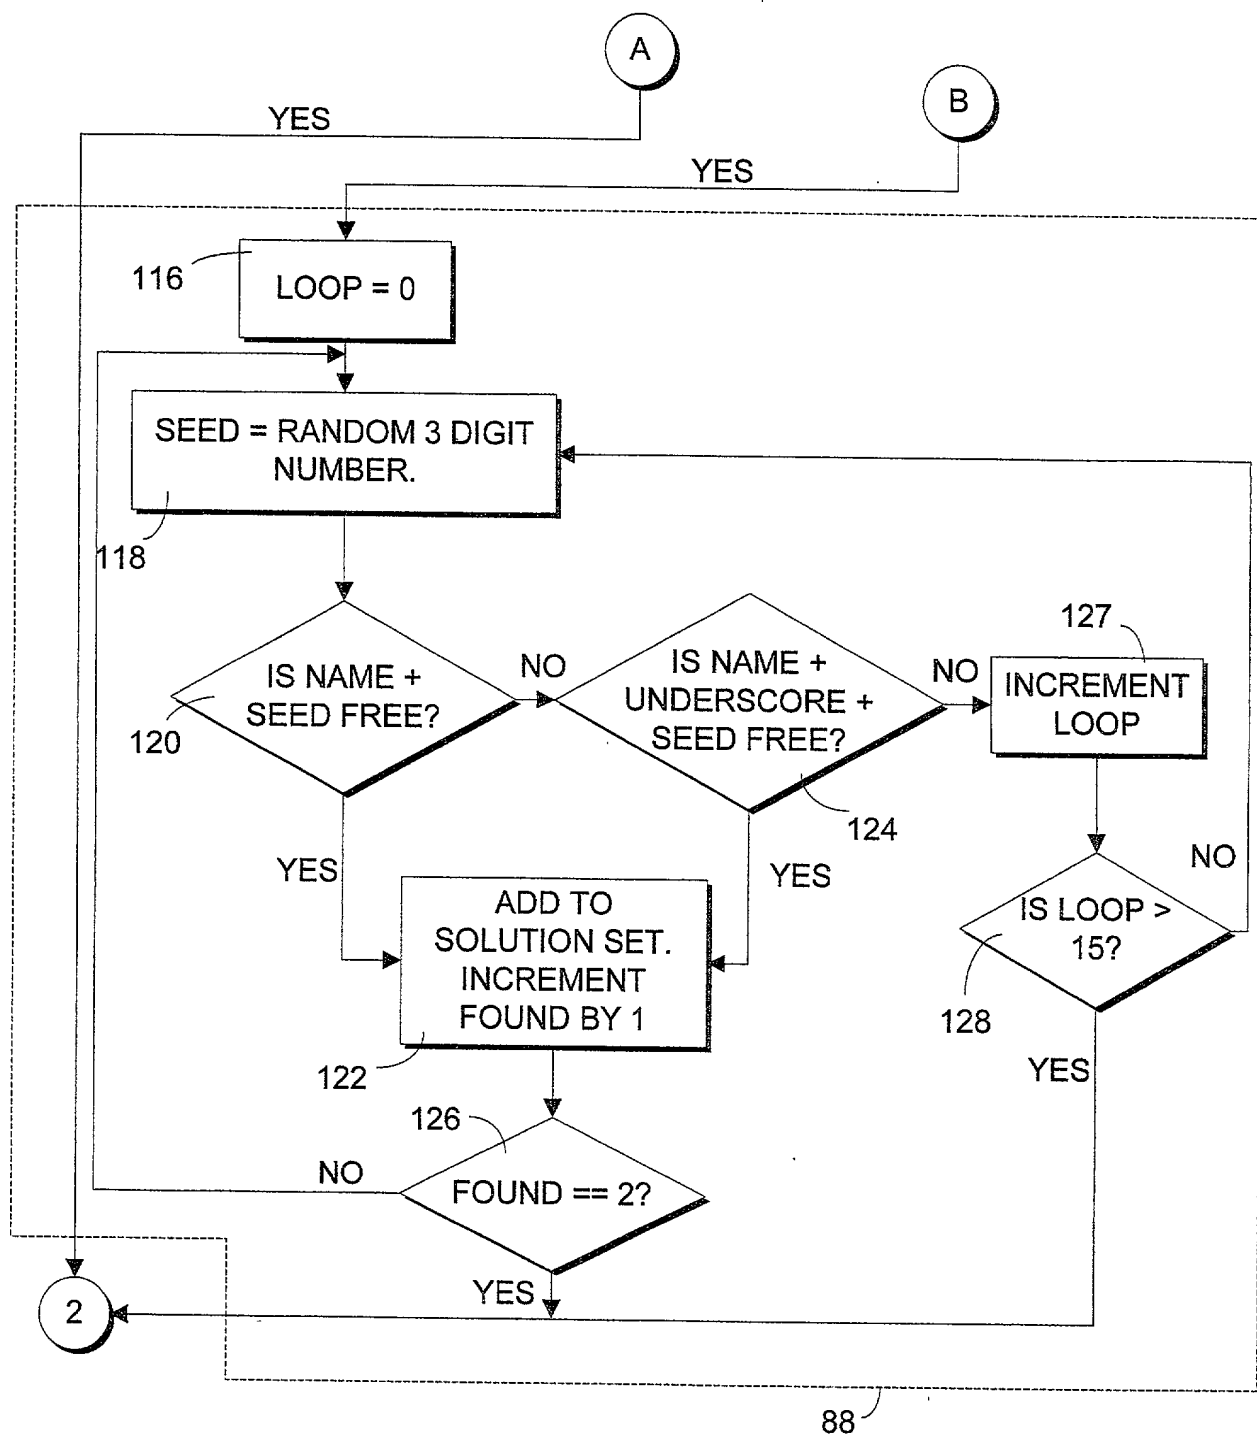 A
B
YES
YES
116
LOOP = 0
SEED = RANDOM 3 DIGIT
NUMBER.
118
IS NAME +
SEED FREE?
120
NO
IS NAME +
UNDERSCORE +
SEED FREE?
124
NO
127
INCREMENT
LOOP
YES
YES
NO
ADD TO
SOLUTION SET.
INCREMENT
FOUND BY 1
122
IS LOOP >
15?
128
YES
126
NO
FOUND == 2?
YES
2
88